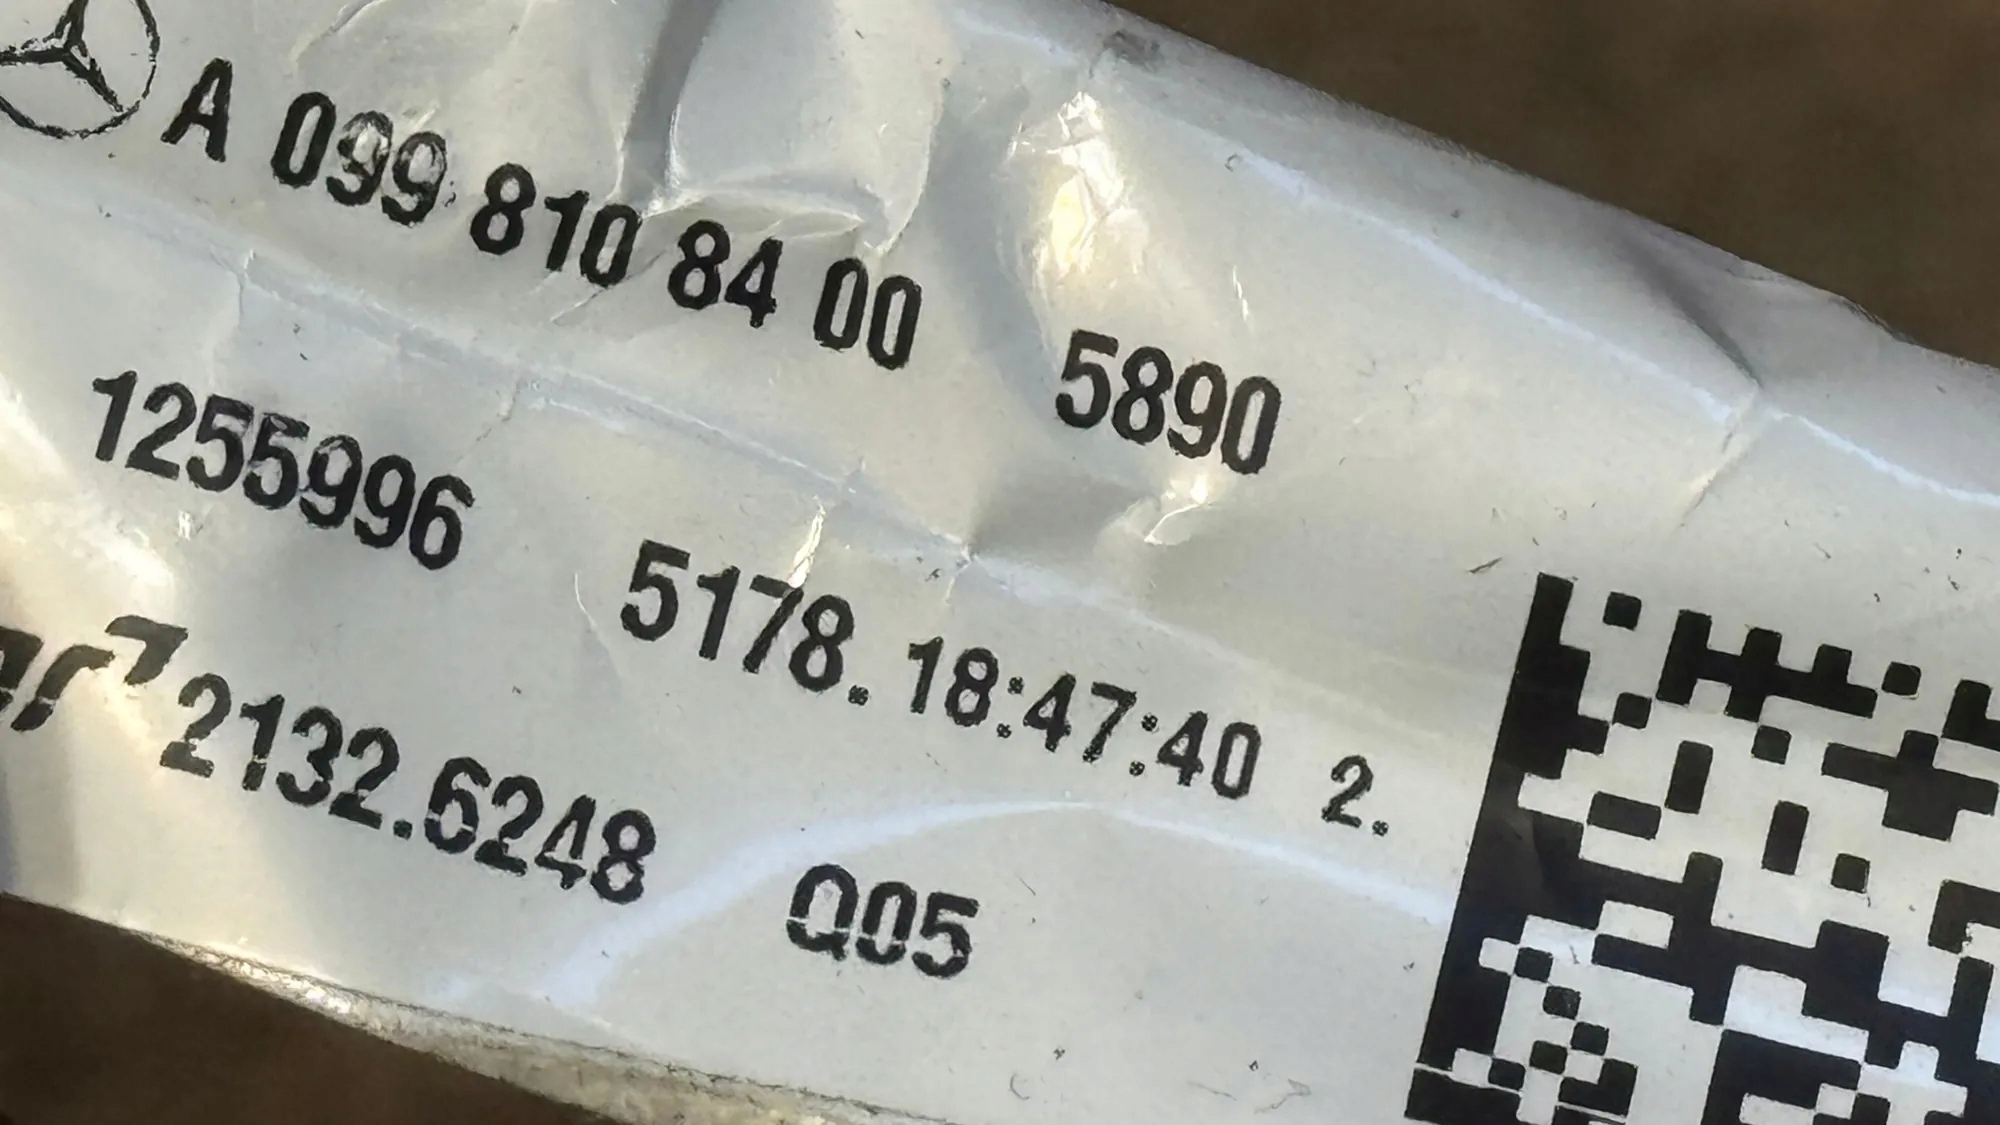 A 099 810 84 00 5890
1255996 5178. 18:47:40 2.
2132.6248 Q05